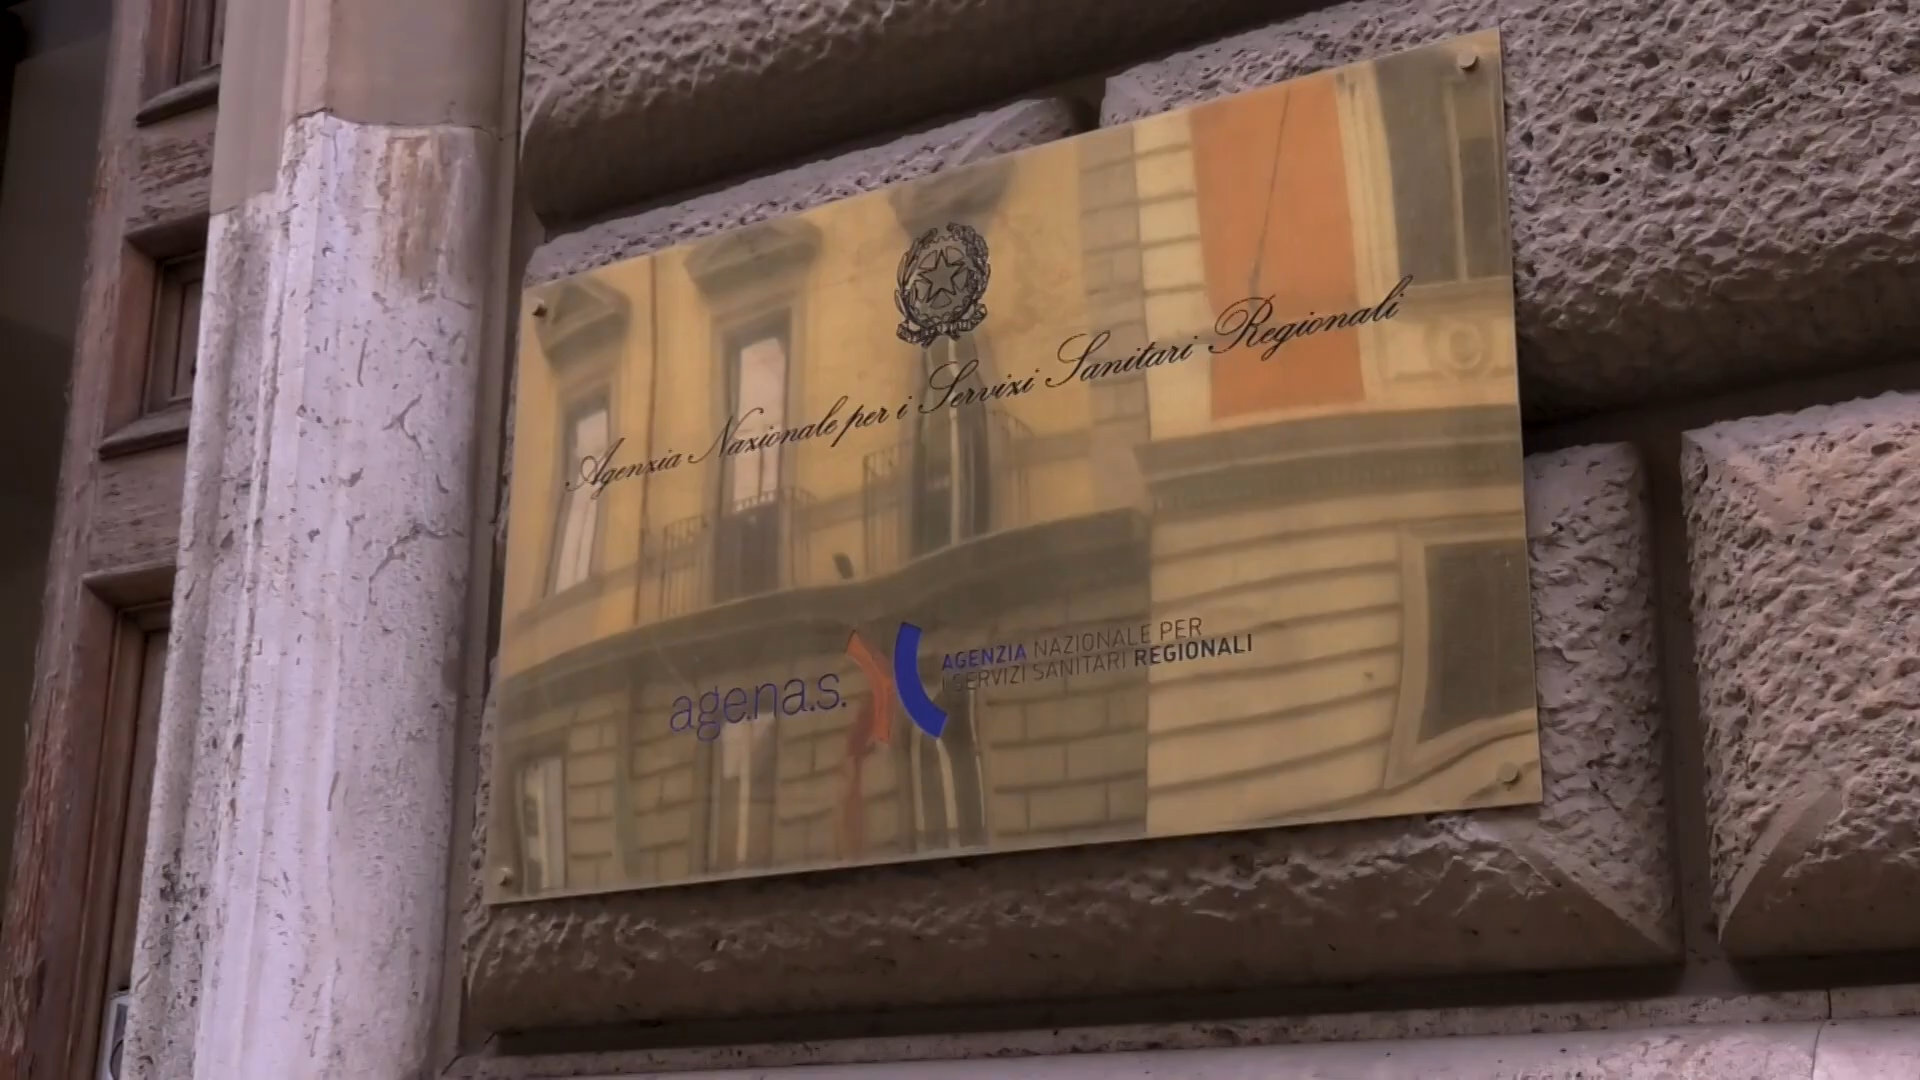 Agenzia Nazionale per i Servizi Sanitari Regionali
age.na.s.
AGENZIA NAZIONALE PER
I SERVIZI SANITARI REGIONALI